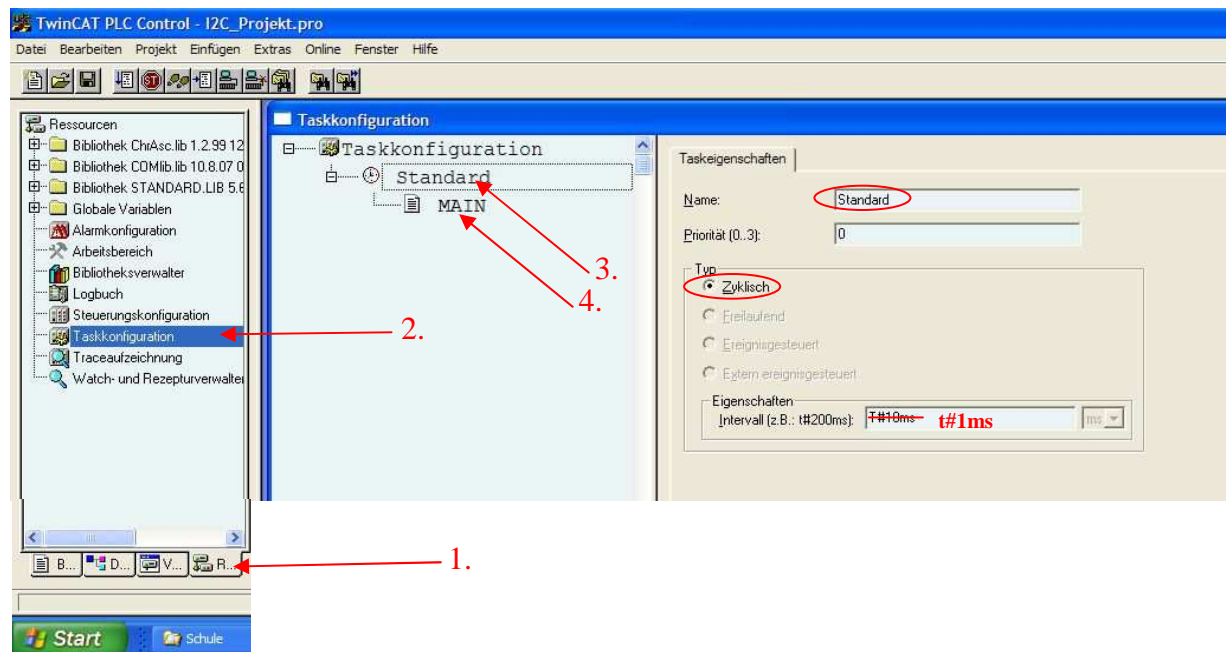 TwinCAT PLC Control - I2C_Projekt.pro
Datei Bearbeiten Projekt Einfügen Extras Online Fenster Hilfe
Ressourcen
Bibliothek ChrAsc.lib 1.2.99 12
Bibliothek COMlib.lib 10.8.07 0
Bibliothek STANDARD.LIB 5.6
Globale Variablen
Alarmkonfiguration
Arbeitsbereich
Bibliotheksverwalter
Logbuch
Steuerungskonfiguration
Taskkonfiguration
Traceaufzeichnung
Watch- und Rezepturverwalter
2.
Taskkonfiguration
Taskkonfiguration
Standard
MAIN
3.
4.
Taskeigenschaften
Name: Standard
Priorität (0..3): 0
Typ
Zyklisch
Freilaufend
Ereignisgesteuert
Extern ereignisgesteuert
Eigenschaften
Intervall (z.B.: t#200ms): T#10ms t#1ms ms
B... D... V... R...
1.
Start Schule